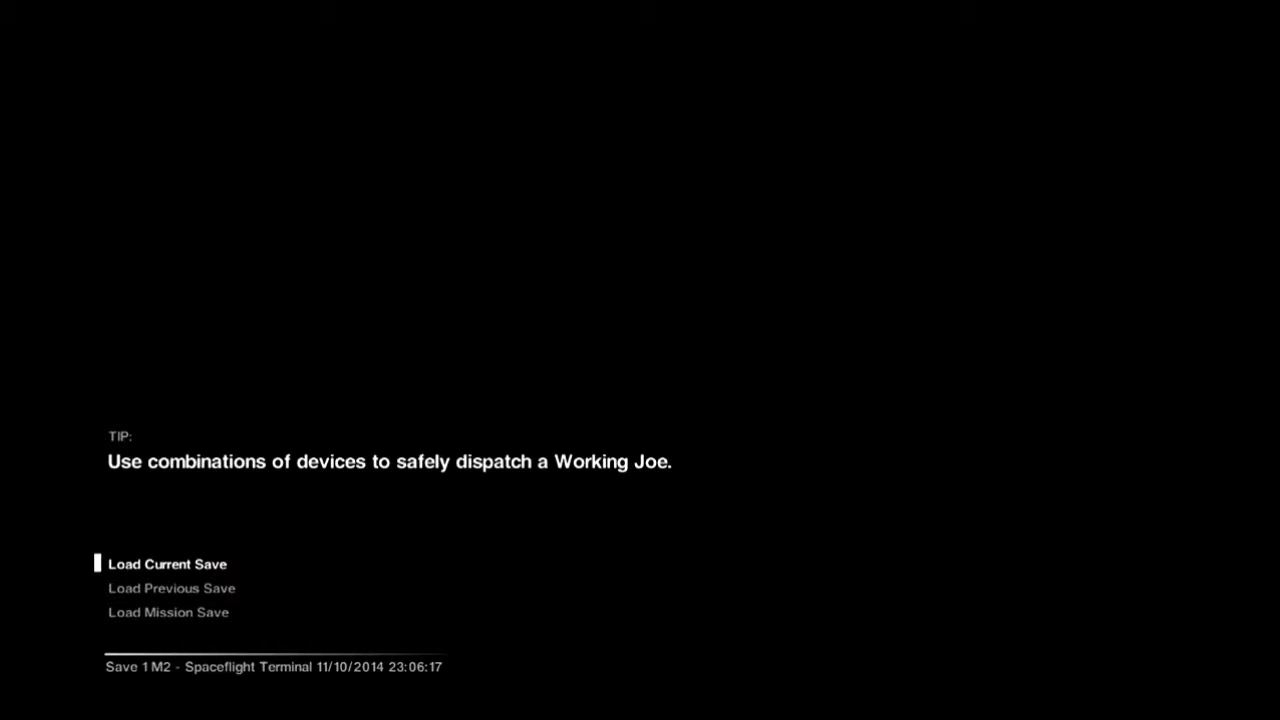 TIP:
Use combinations of devices to safely dispatch a Working Joe.
Load Current Save
Load Previous Save
Load Mission Save
Save 1 M2 - Spaceflight Terminal 11/10/2014 23:06:17